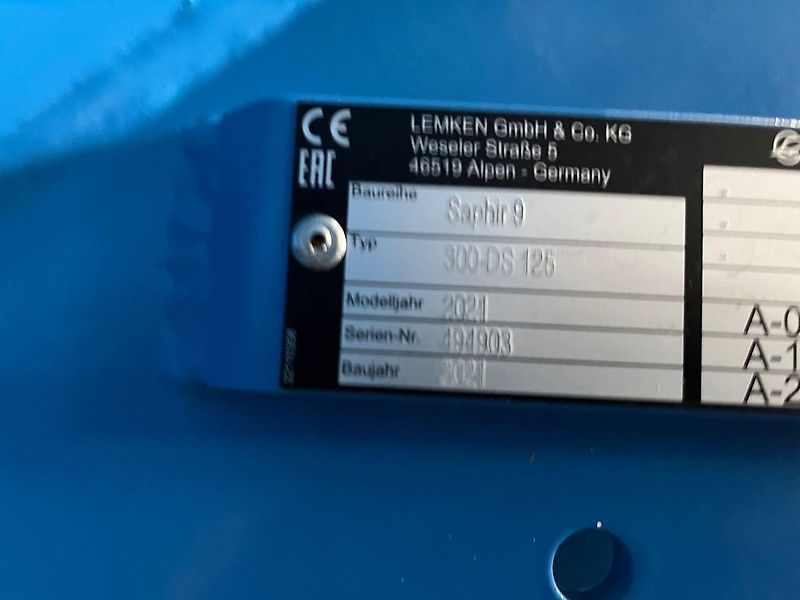 CE
EAC
LEMKEN GmbH & Co. KG
Weseler Straße 5
46519 Alpen - Germany
Baureihe Saphir 9
Typ 300-DS 125
Modelljahr 2021
Serien-Nr. 494903
Baujahr 2021
A-0
A-1
A-2